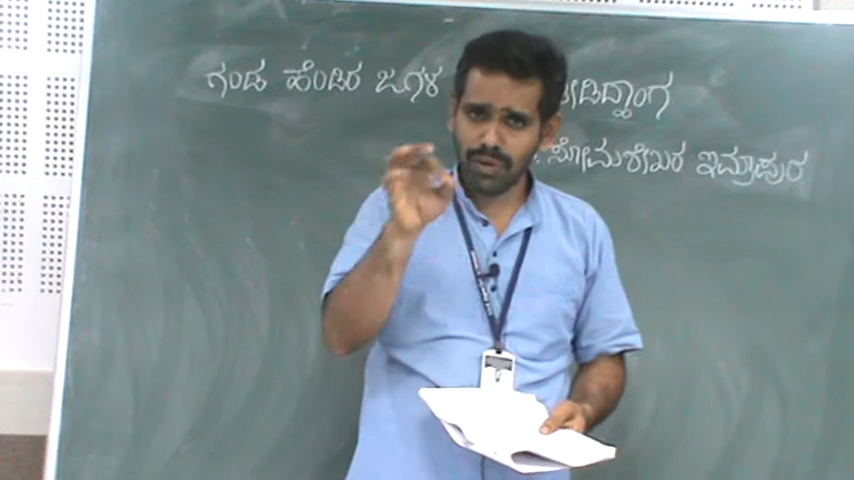 ಗಂಡ ಹೆಂಡಿರ ಜಗಳ ತೀಡಿದ್ಹಾಂಗ
ಸೋಮಶೇಖರ ಇಮ್ರಾಪುರ